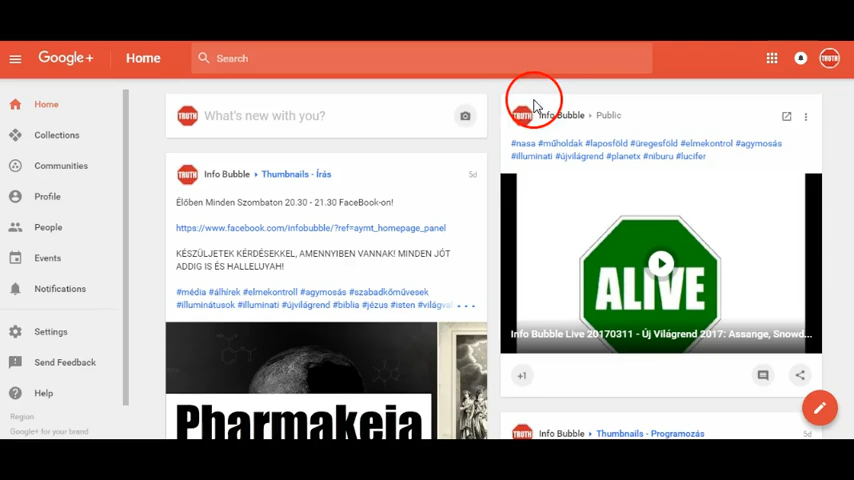 Google+
Home
Search
TRUTH
Home
Collections
Communities
Profile
People
Events
Notifications
Settings
Send Feedback
Help
Region
Google+ for your brand
TRUTH
What's new with you?
TRUTH
Info Bubble
Thumbnails - Írás
5d
Élőben Minden Szombaton 20.30 - 21.30 FaceBook-on!
https://www.facebook.com/infobubble/?ref=aymt_homepage_panel
KÉSZÜLJETEK KÉRDÉSEKKEL, AMENNYIBEN VANNAK! MINDEN JÓT
ADDIG IS ÉS HALLELUYAH!
#média #álhírek #elmekontroll #agymosás #szabadkőművesek
#illuminátusok #illuminati #újvilágrend #biblia #jézus #isten #világval
Pharmakeia
TRUTH
Info Bubble
Public
#nasa #műholdak #laposföld #üregesföld #elmekontrol #agymosás
#illuminati #újvilágrend #planetx #niburu #lucifer
ALIVE
Info Bubble Live 20170311 - Új Világrend 2017: Assange, Snowd...
+1
TRUTH
Info Bubble
Thumbnails - Programozás
5d